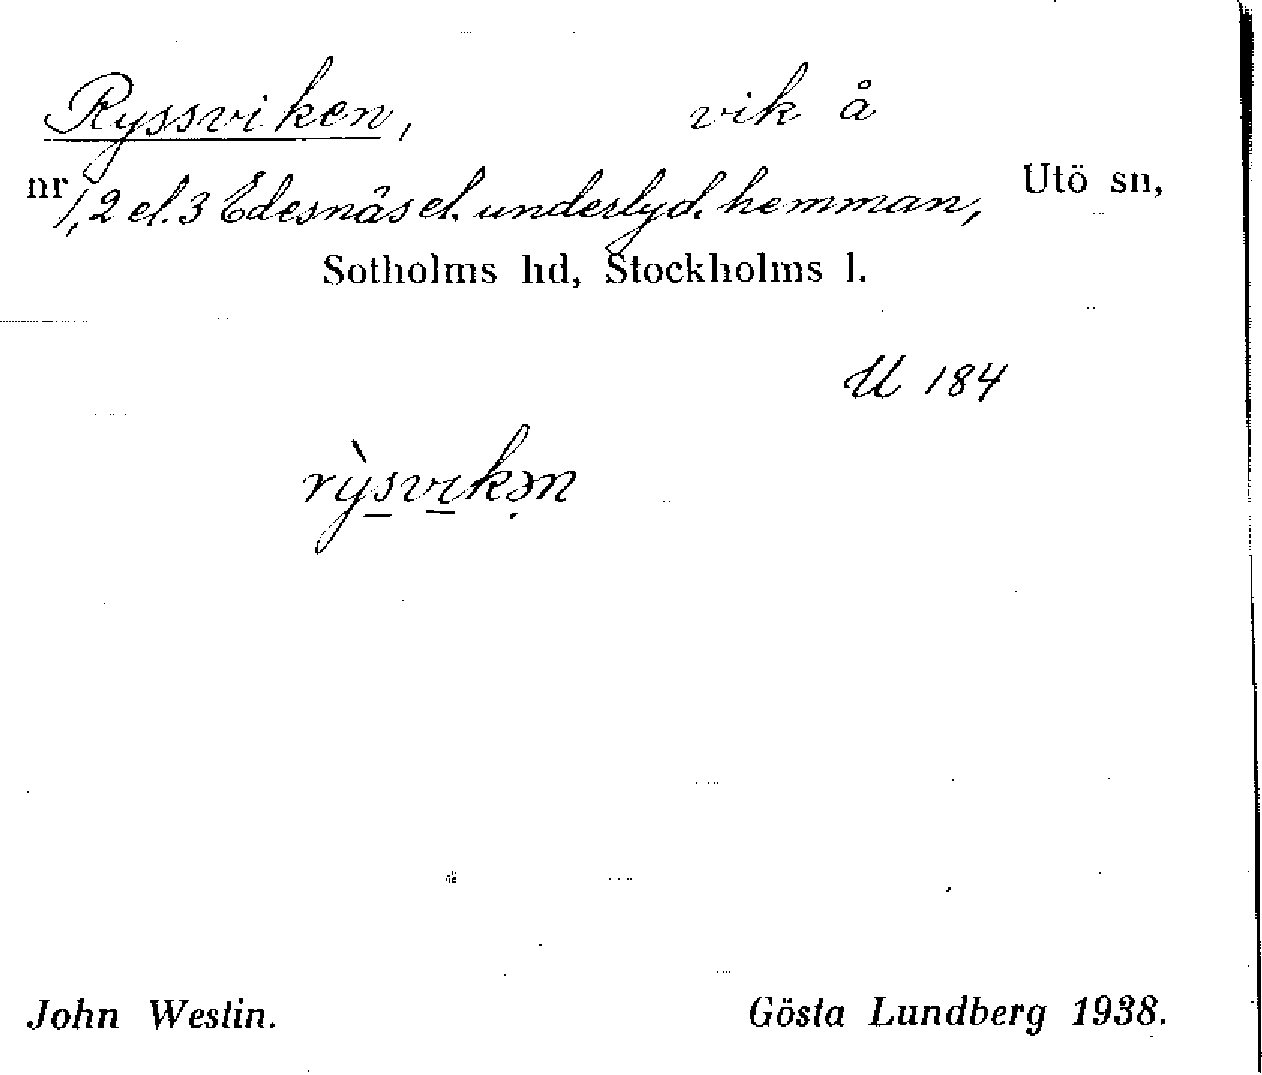 Ryssviken, vik å
nr 1, 2 el. 3 Edesnäs el. underlyd. hemman, Utö sn,
Sotholms hd, Stockholms l.
U 184
rỳsvikən
John Westin. Gösta Lundberg 1938.